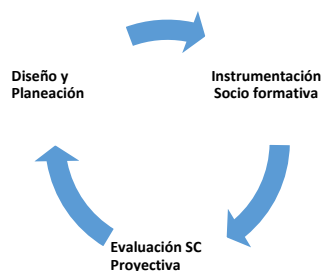 Diseño y
Planeación
Instrumentación
Socio formativa
Evaluación SC
Proyectiva